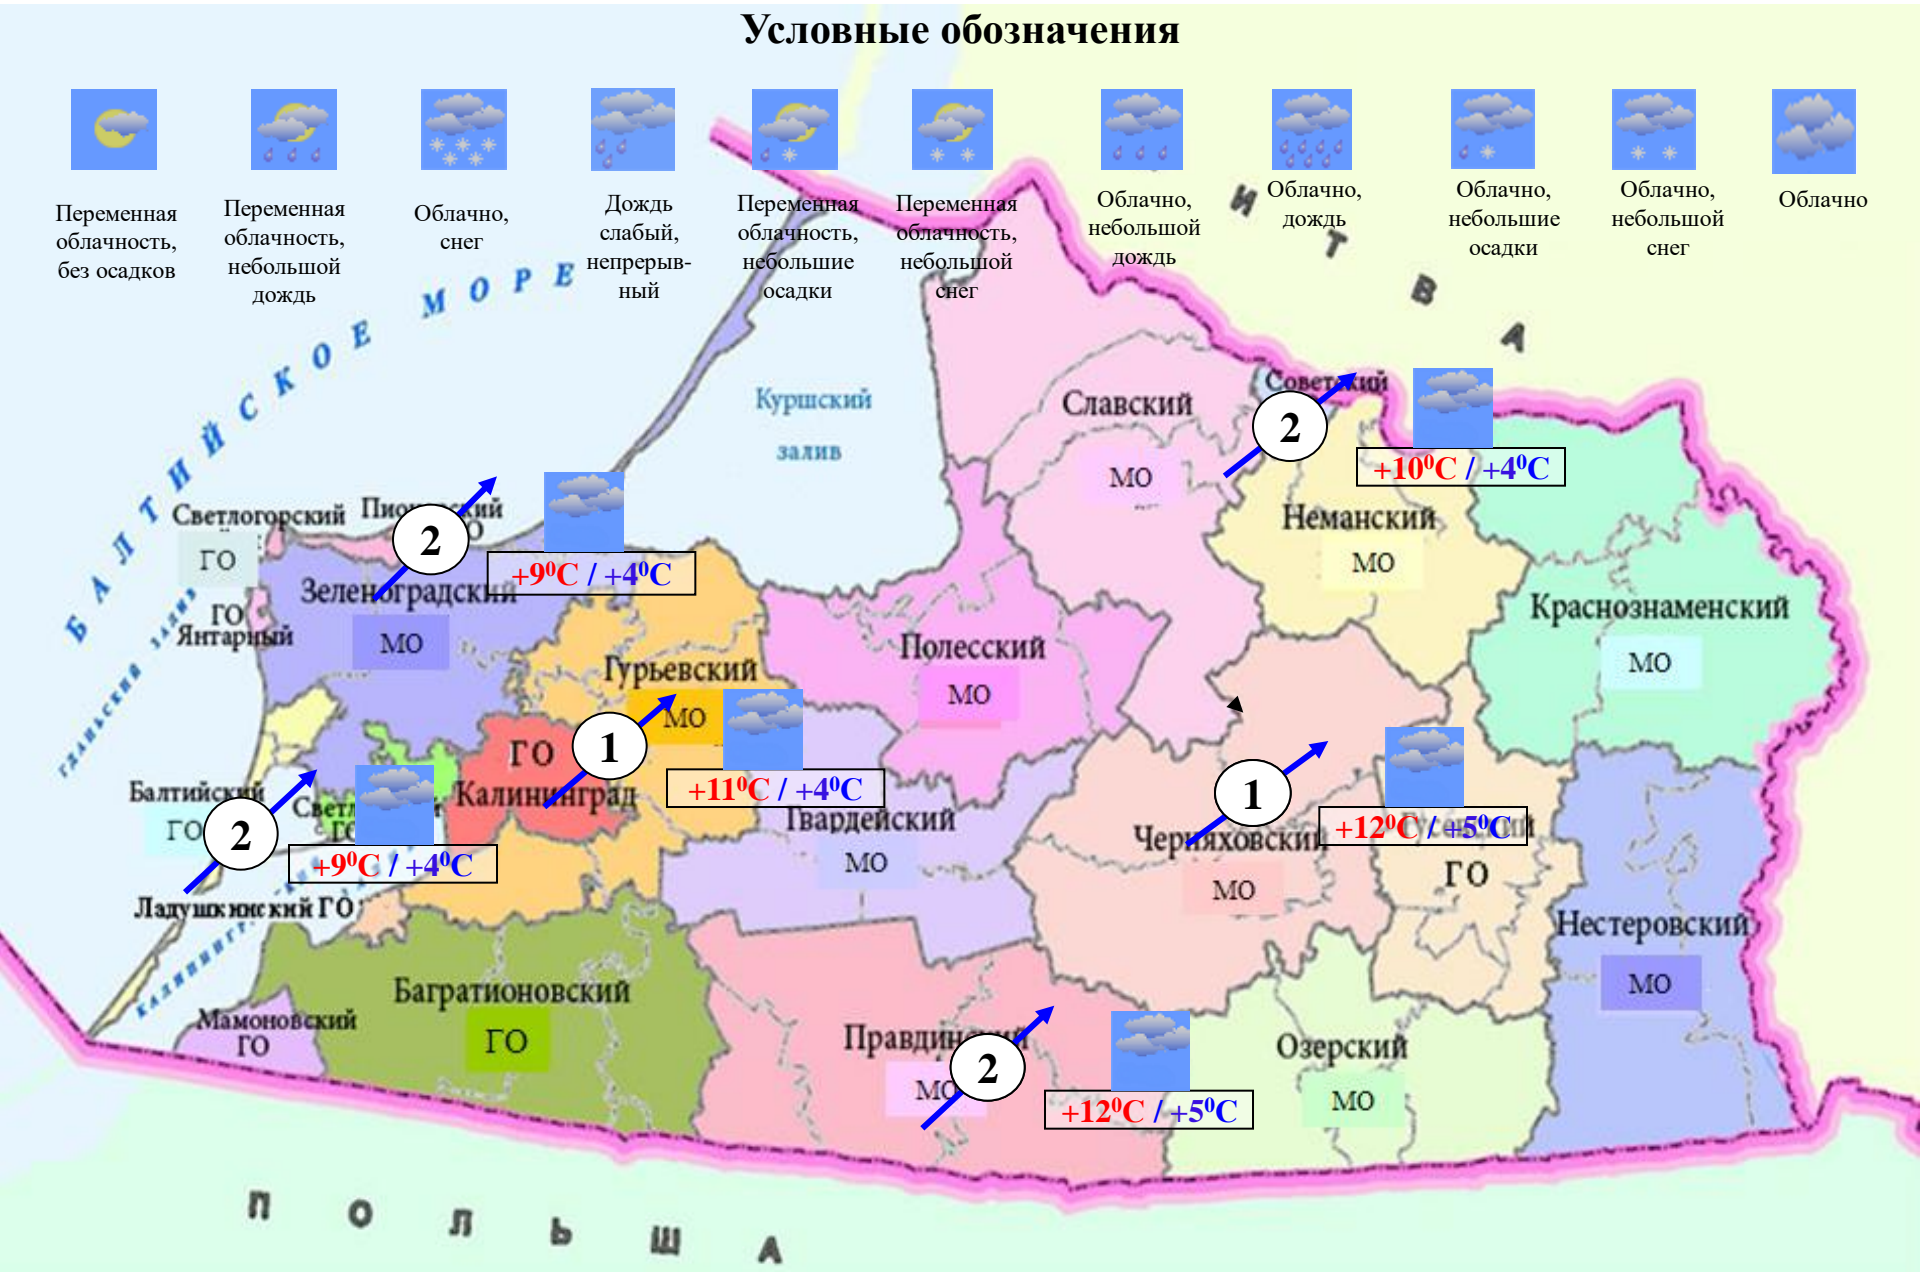 Условные обозначения
Переменная
облачность,
без осадков
Переменная
облачность,
небольшой
дождь
Облачно,
снег
Дождь
слабый,
непрерыв-
ный
Переменная
облачность,
небольшие
осадки
Переменная
облачность,
небольшой
снег
Облачно,
небольшой
дождь
Облачно,
дождь
Облачно,
небольшие
осадки
Облачно,
небольшой
снег
Облачно
ИТВА
БАЛТИЙСКОЕ МОРЕ
Куршский
залив
Славский
МО
Советский
2
+10⁰С / +4⁰С
Неманский
МО
Краснознаменский
МО
Светлогорский
ГО
2
+9⁰С / +4⁰С
Зеленоградский
МО
ГО
Янтарный
Гурьевский
МО
Полесский
МО
ГО
Калининград
1
+11⁰С / +4⁰С
Балтийский
ГО
2
+9⁰С / +4⁰С
Гвардейский
МО
Черняховский
МО
1
+12⁰С / +5⁰С
ГО
Ладушкинский ГО
Нестеровский
МО
Багратионовский
ГО
Мамоновский
ГО
Правдинский
МО
2
+12⁰С / +5⁰С
Озерский
МО
ПОЛЬША